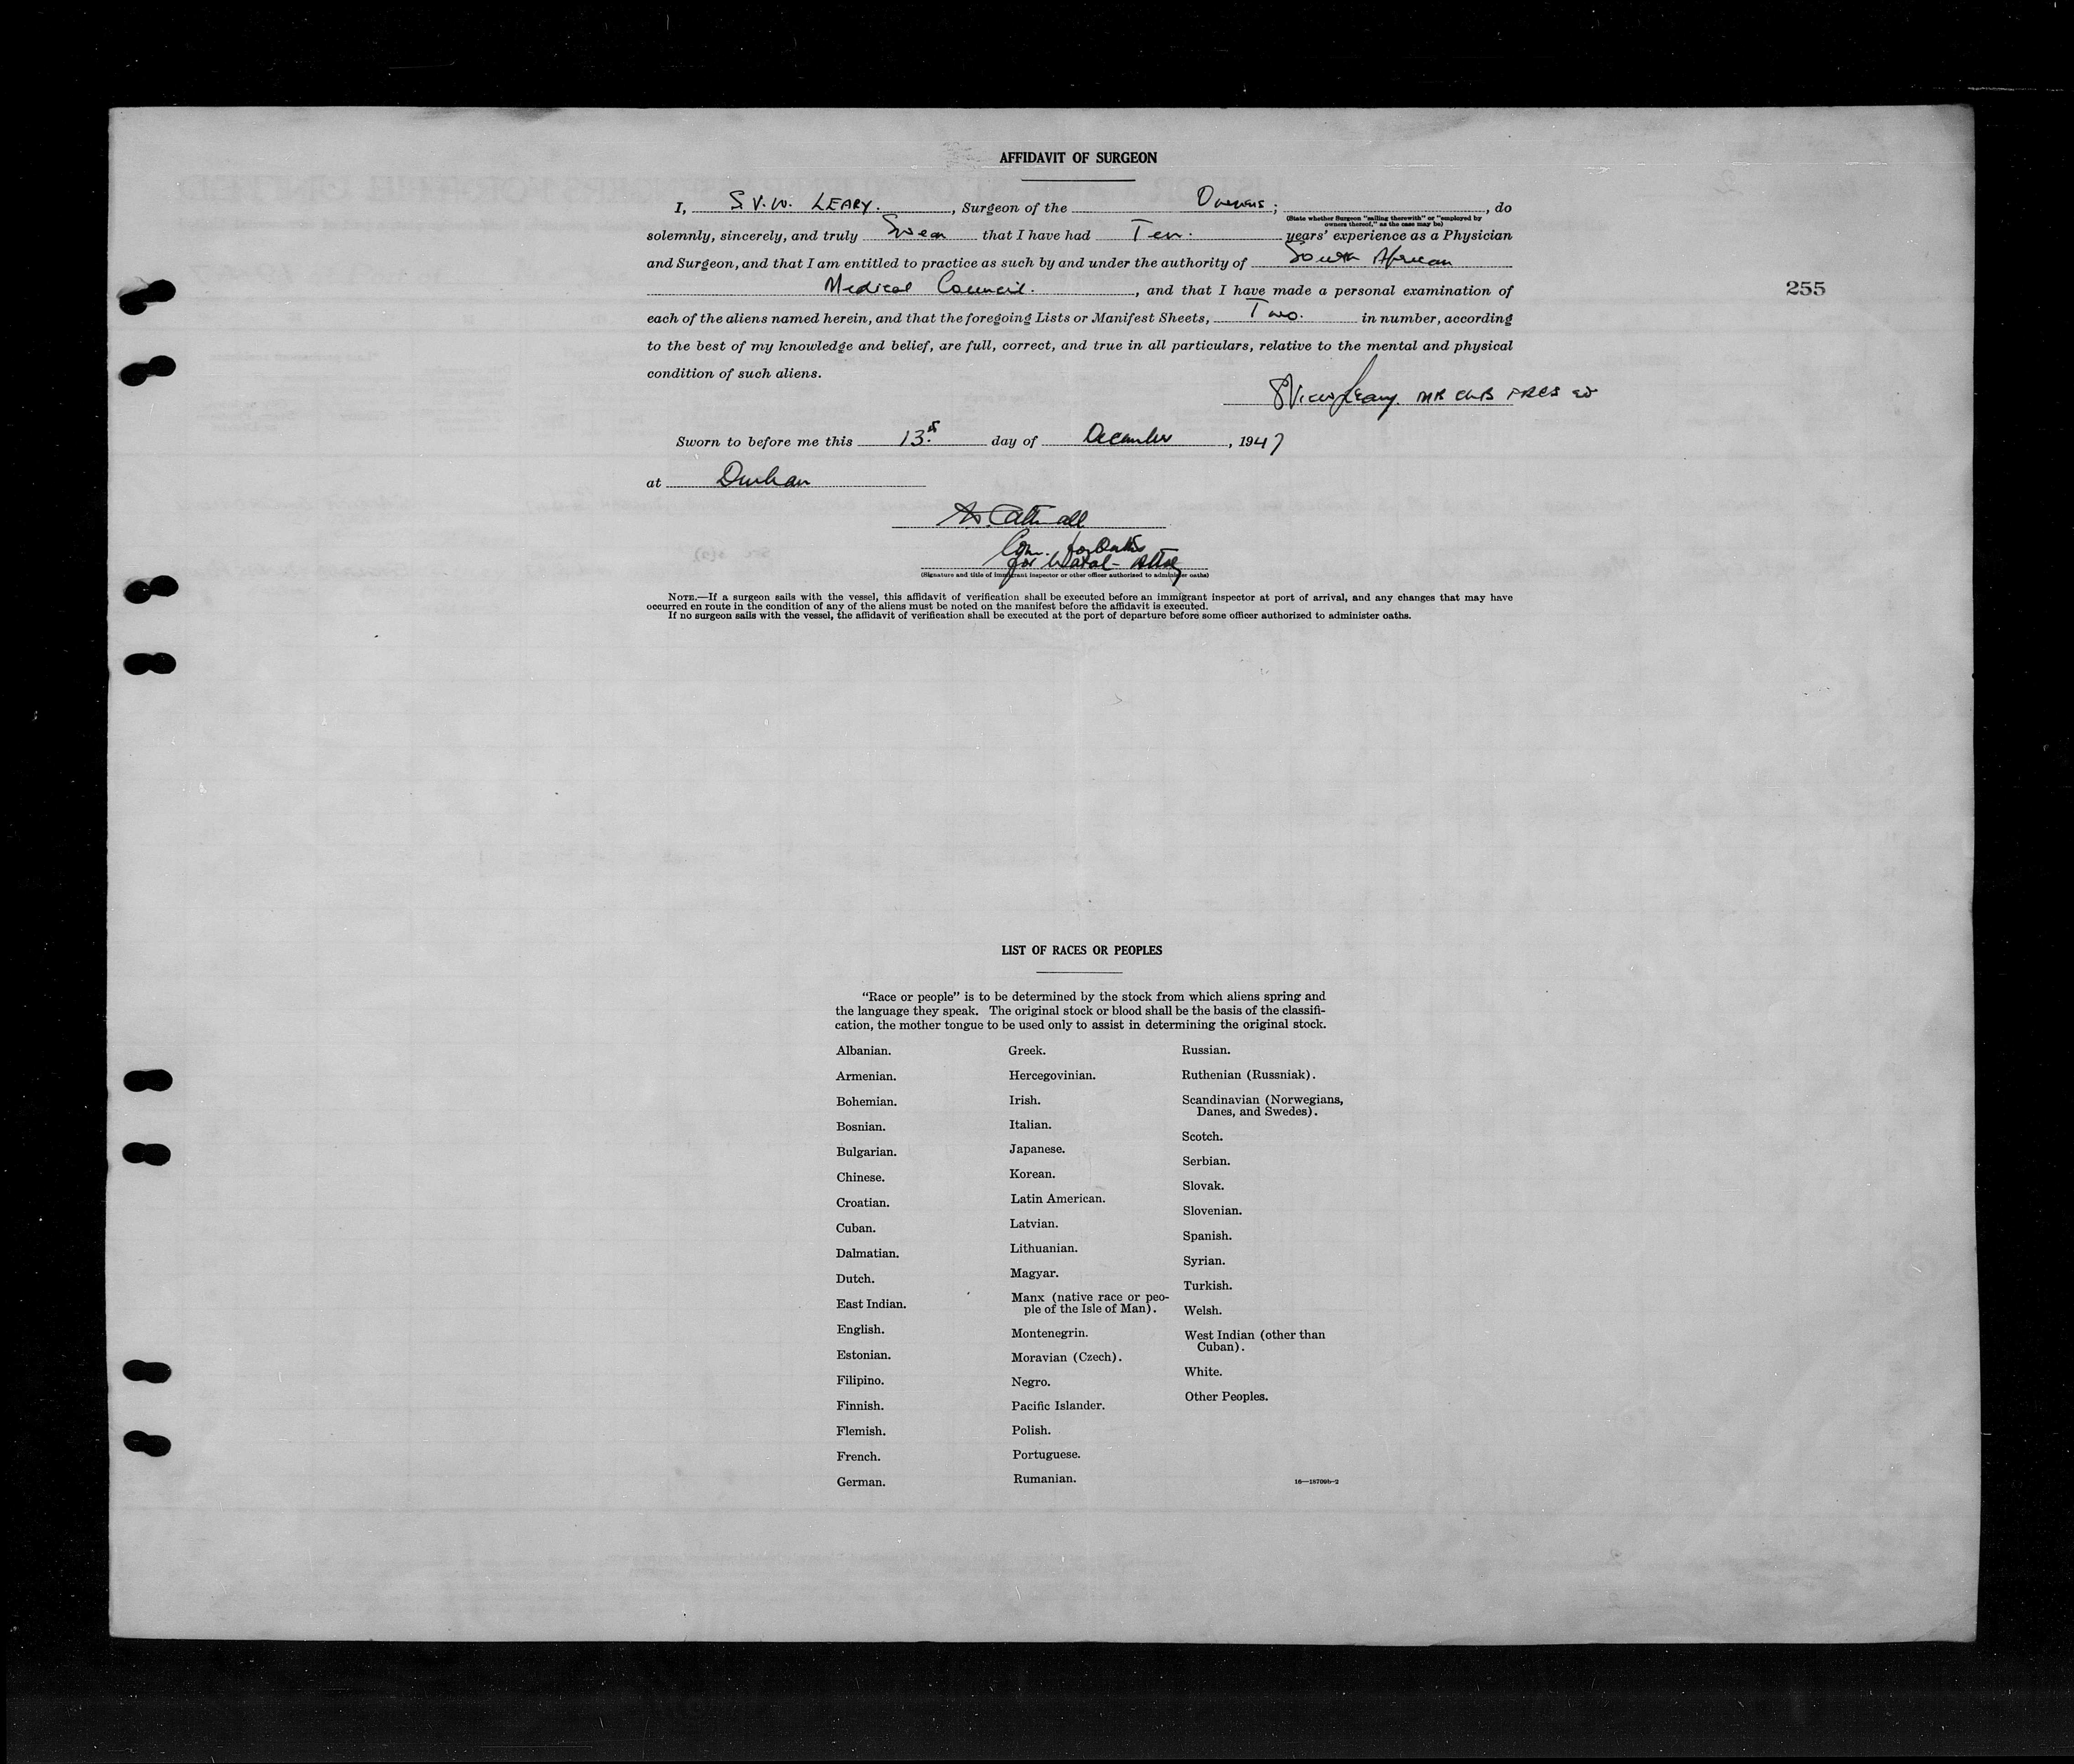 AFFIDAVIT OF SURGEON
I, S.V.W. LEARY. , Surgeon of the Owners; , do
(State whether Surgeon "sailing therewith" or "employed by
owners thereof," as the case may be)
solemnly, sincerely, and truly Swear that I have had Ten. years' experience as a Physician
and Surgeon, and that I am entitled to practice as such by and under the authority of South African
255
Medical Council. , and that I have made a personal examination of
each of the aliens named herein, and that the foregoing Lists or Manifest Sheets, Two. in number, according
to the best of my knowledge and belief, are full, correct, and true in all particulars, relative to the mental and physical
condition of such aliens.
Leary. MB ChB FRCS ED
Sworn to before me this 13th day of December , 1947
at Durban
Com. for Oaths
for Natal - Attny
(Signature and title of immigrant inspector or other officer authorized to administer oaths)
NOTE.—If a surgeon sails with the vessel, this affidavit of verification shall be executed before an immigrant inspector at port of arrival, and any changes that may have
occurred en route in the condition of any of the aliens must be noted on the manifest before the affidavit is executed.
If no surgeon sails with the vessel, the affidavit of verification shall be executed at the port of departure before some officer authorized to administer oaths.
LIST OF RACES OR PEOPLES
"Race or people" is to be determined by the stock from which aliens spring and
the language they speak. The original stock or blood shall be the basis of the classifi-
cation, the mother tongue to be used only to assist in determining the original stock.
Albanian.
Armenian.
Bohemian.
Bosnian.
Bulgarian.
Chinese.
Croatian.
Cuban.
Dalmatian.
Dutch.
East Indian.
English.
Estonian.
Filipino.
Finnish.
Flemish.
French.
German.
Greek.
Hercegovinian.
Irish.
Italian.
Japanese.
Korean.
Latin American.
Latvian.
Lithuanian.
Magyar.
Manx (native race or peo-
ple of the Isle of Man).
Montenegrin.
Moravian (Czech).
Negro.
Pacific Islander.
Polish.
Portuguese.
Rumanian.
Russian.
Ruthenian (Russniak).
Scandinavian (Norwegians,
Danes, and Swedes).
Scotch.
Serbian.
Slovak.
Slovenian.
Spanish.
Syrian.
Turkish.
Welsh.
West Indian (other than
Cuban).
White.
Other Peoples.
16—18709b-2